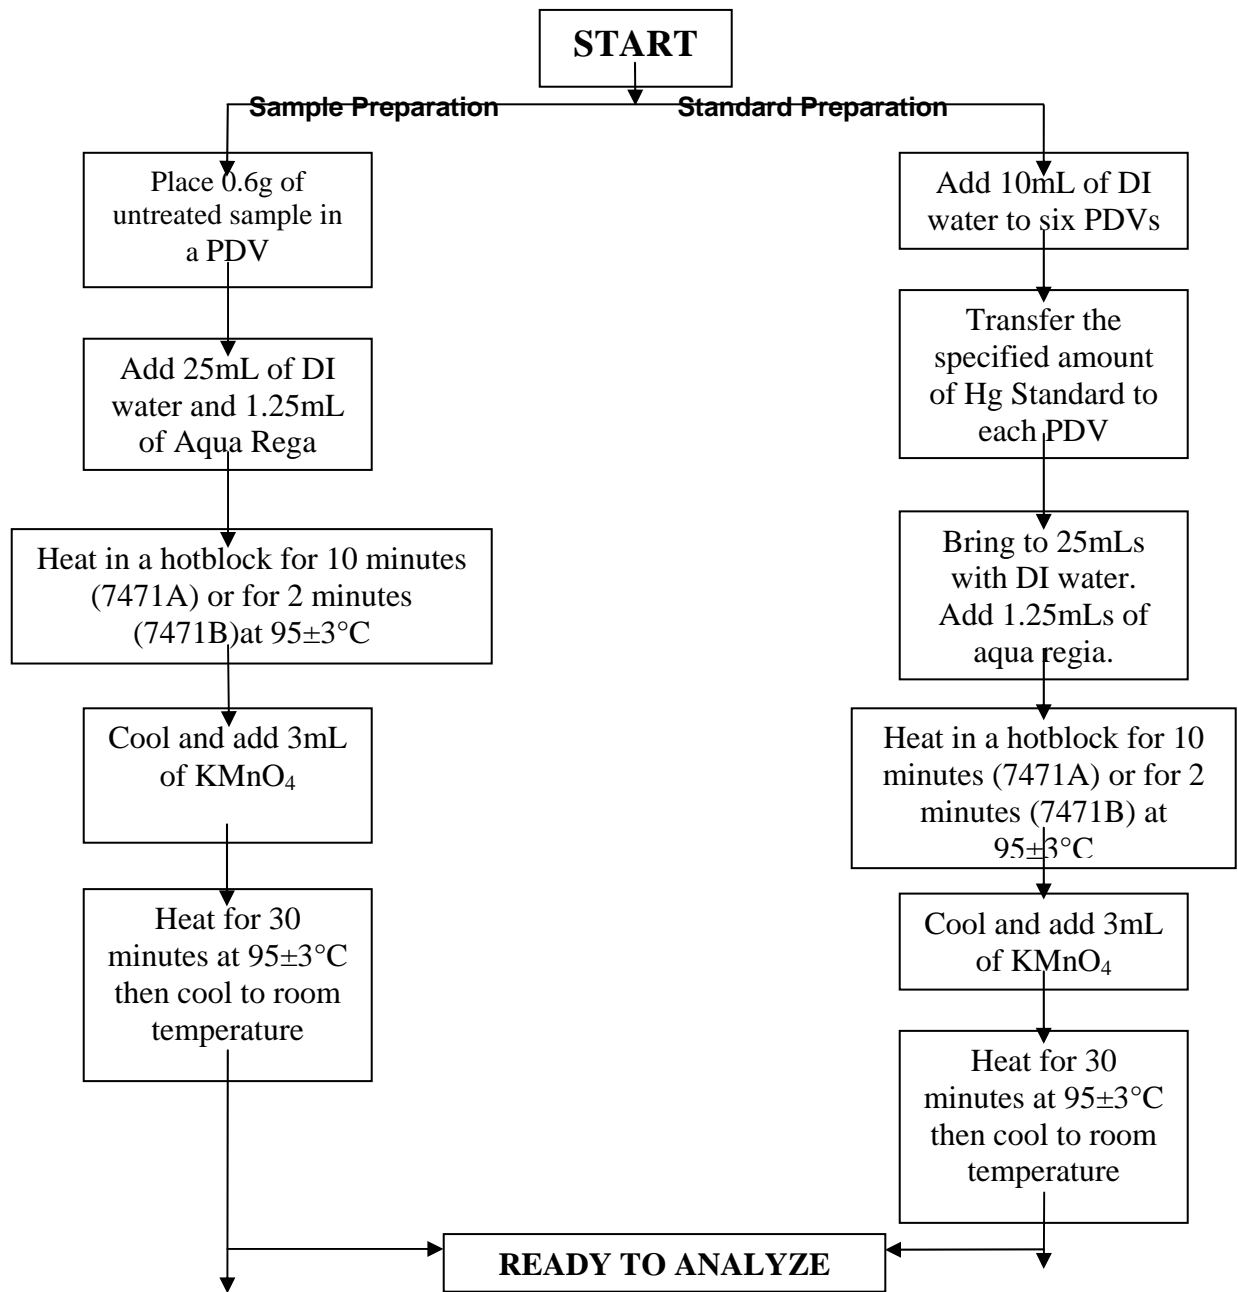 START
Sample Preparation
Standard Preparation
Place 0.6g of
untreated sample in
a PDV
Add 25mL of DI
water and 1.25mL
of Aqua Rega
Heat in a hotblock for 10 minutes
(7471A) or for 2 minutes
(7471B)at 95±3°C
Cool and add 3mL
of KMnO₄
Heat for 30
minutes at 95±3°C
then cool to room
temperature
Add 10mL of DI
water to six PDVs
Transfer the
specified amount
of Hg Standard to
each PDV
Bring to 25mLs
with DI water.
Add 1.25mLs of
aqua regia.
Heat in a hotblock for 10
minutes (7471A) or for 2
minutes (7471B) at
95±3°C
Cool and add 3mL
of KMnO₄
Heat for 30
minutes at 95±3°C
then cool to room
temperature
READY TO ANALYZE